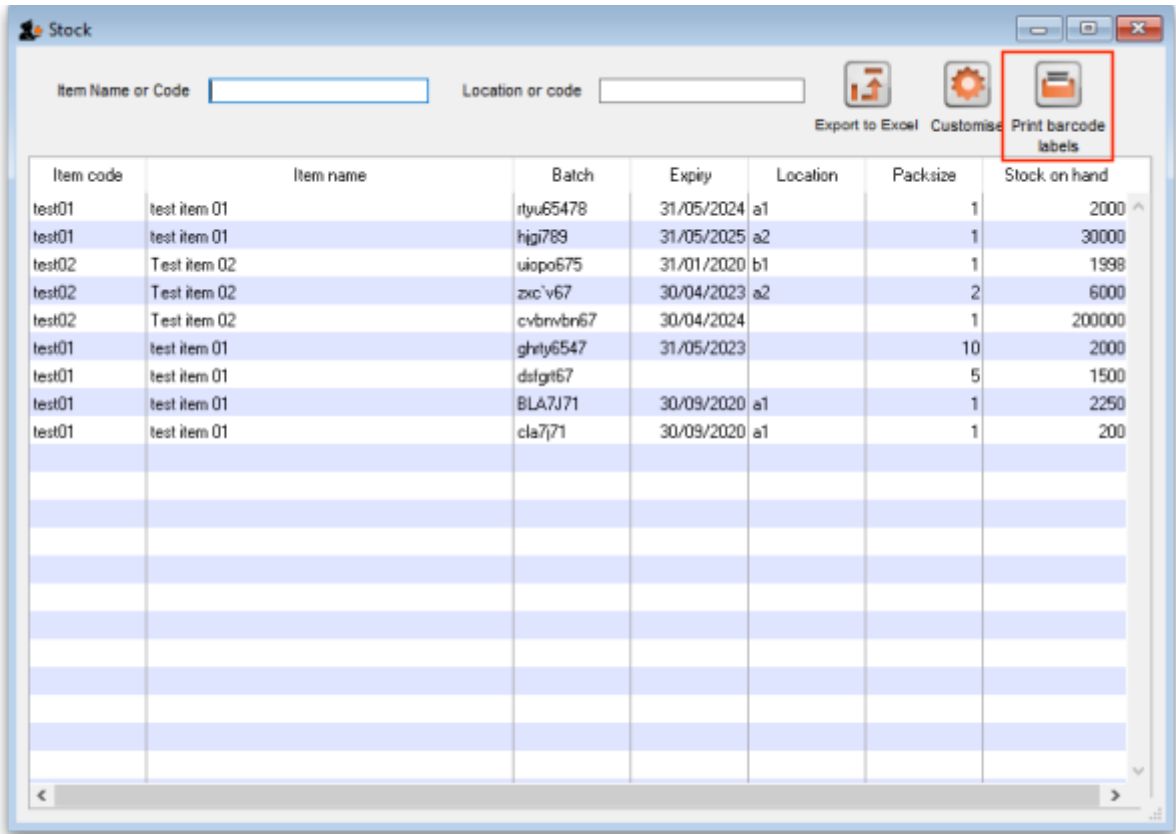 Stock
Item Name or Code Location or code
Export to Excel Customise Print barcode
labels
Item code Item name Batch Expiry Location Packsize Stock on hand
test01 test item 01 rtyu65478 31/05/2024 a1 1 2000
test01 test item 01 hjgi789 31/05/2025 a2 1 30000
test02 Test item 02 uiopo675 31/01/2020 b1 1 1998
test02 Test item 02 zxc`v67 30/04/2023 a2 2 6000
test02 Test item 02 cvbnvbn67 30/04/2024 1 200000
test01 test item 01 ghrty6547 31/05/2023 10 2000
test01 test item 01 dsfgrt67 5 1500
test01 test item 01 BLA7J71 30/09/2020 a1 1 2250
test01 test item 01 cla7j71 30/09/2020 a1 1 200